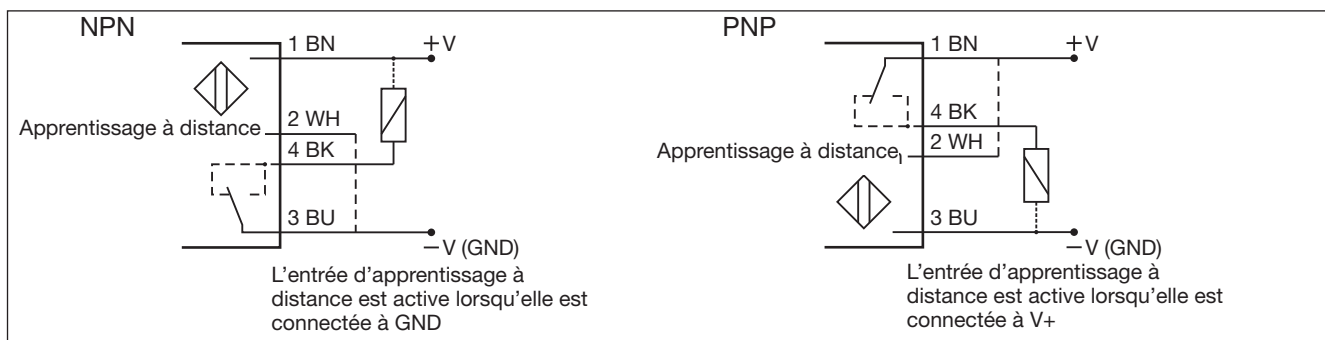 NPN
1 BN
+V
Apprentissage à distance
2 WH
4 BK
3 BU
−V (GND)
L'entrée d'apprentissage à
distance est active lorsqu'elle est
connectée à GND
PNP
1 BN
+V
4 BK
Apprentissage à distance
2 WH
3 BU
−V (GND)
L'entrée d'apprentissage à
distance est active lorsqu'elle est
connectée à V+